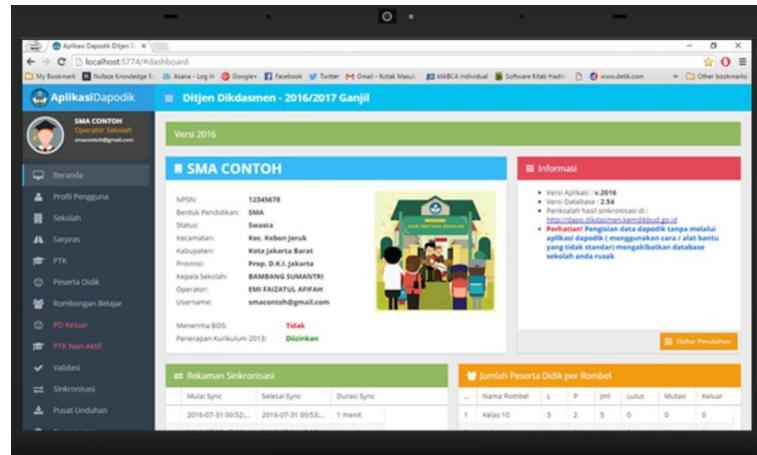 Aplikasi Dapodik Ditjen D
localhost:5774/#dashboard
My Bookmark
Nufaza Knowledge
Asana - Log In
Google+
Facebook
Twitter
Gmail - Kotak Masuk
klikBCA Individual
Software Kitab Hadit
www.detik.com
Other bookmarks
AplikasiDapodik
Ditjen Dikdasmen - 2016/2017 Ganjil
SMA CONTOH
Operator Sekolah
smacontoh@gmail.com
Beranda
Profil Pengguna
Sekolah
Sarpras
PTK
Peserta Didik
Rombongan Belajar
PD Keluar
PTK Non-Aktif
Validasi
Sinkronisasi
Pusat Unduhan
Versi 2016
SMA CONTOH
NPSN: 12345678
Bentuk Pendidikan: SMA
Status: Swasta
Kecamatan: Kec. Kebon Jeruk
Kabupaten: Kota Jakarta Barat
Provinsi: Prop. D.K.I. Jakarta
Kepala Sekolah: BAMBANG SUMANTRI
Operator: EMI FAIZATUL AFIFAH
Username: smacontoh@gmail.com
Menerima BOS: Tidak
Penerapan Kurikulum 2013: Diizinkan
HARI PERTAMA SEKOLAH
Informasi
Versi Aplikasi : v.2016
Versi Database : 2.54
Periksalah hasil sinkronisasi di :
http://dapo.dikdasmen.kemdikbud.go.id
Perhatian! Pengisian data dapodik tanpa melalui
aplikasi dapodik ( menggunakan cara / alat bantu
yang tidak standar) mengakibatkan database
sekolah anda rusak
Daftar Perubahan
Rekaman Sinkronisasi
Mulai Sync Selesai Sync Durasi Sync
2016-07-31 00:52:... 2016-07-31 00:53:... 1 menit
Jumlah Peserta Didik per Rombel
... Nama Rombel L P Jml Lulus Mutasi Keluar
1 Kelas 10 3 2 5 0 0 0